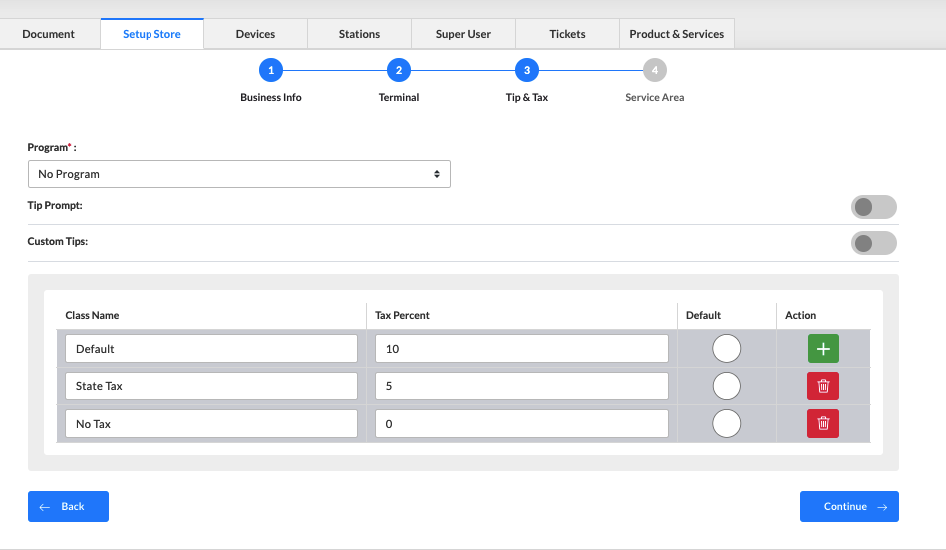 Document Setup Store Devices Stations Super User Tickets Product & Services
1 2 3 4
Business Info Terminal Tip & Tax Service Area
Program* :
No Program
Tip Prompt:
Custom Tips:
Class Name Tax Percent Default Action
Default 10
State Tax 5
No Tax 0
Back Continue